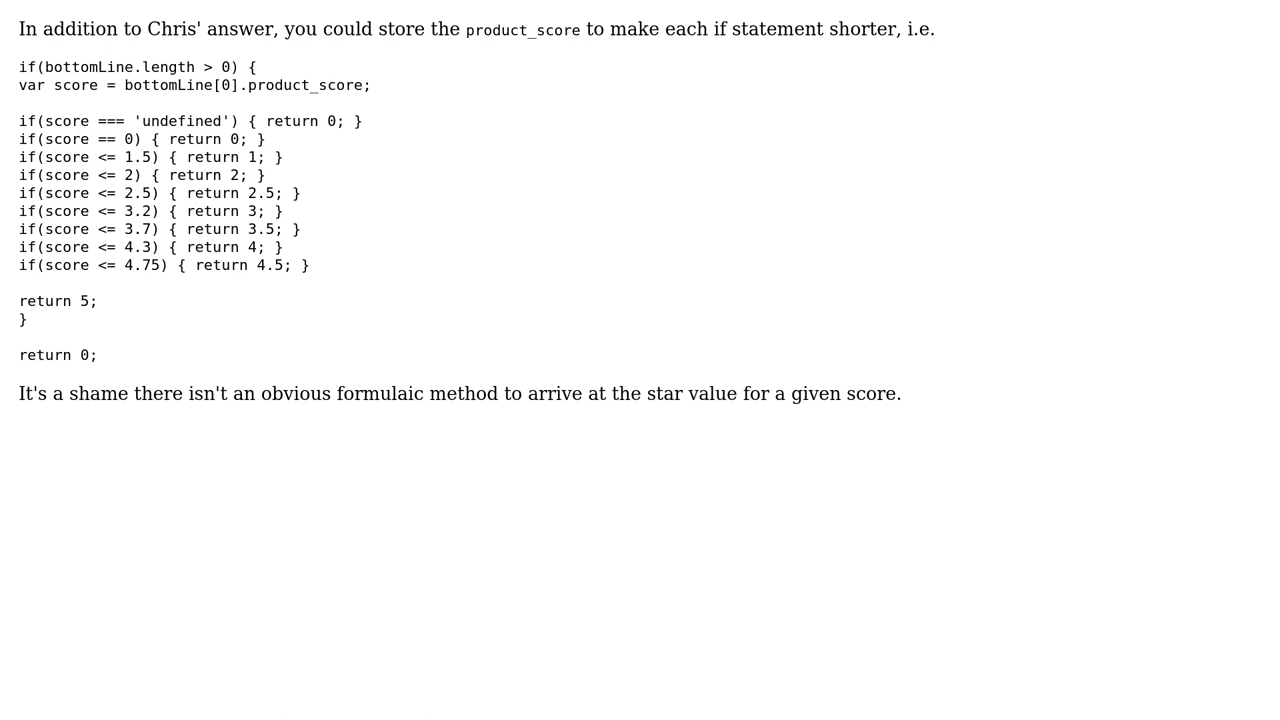 In addition to Chris' answer, you could store the product_score to make each if statement shorter, i.e.
if(bottomLine.length > 0) {
var score = bottomLine[0].product_score;
if(score === 'undefined') { return 0; }
if(score == 0) { return 0; }
if(score <= 1.5) { return 1; }
if(score <= 2) { return 2; }
if(score <= 2.5) { return 2.5; }
if(score <= 3.2) { return 3; }
if(score <= 3.7) { return 3.5; }
if(score <= 4.3) { return 4; }
if(score <= 4.75) { return 4.5; }
return 5;
}
return 0;
It's a shame there isn't an obvious formulaic method to arrive at the star value for a given score.